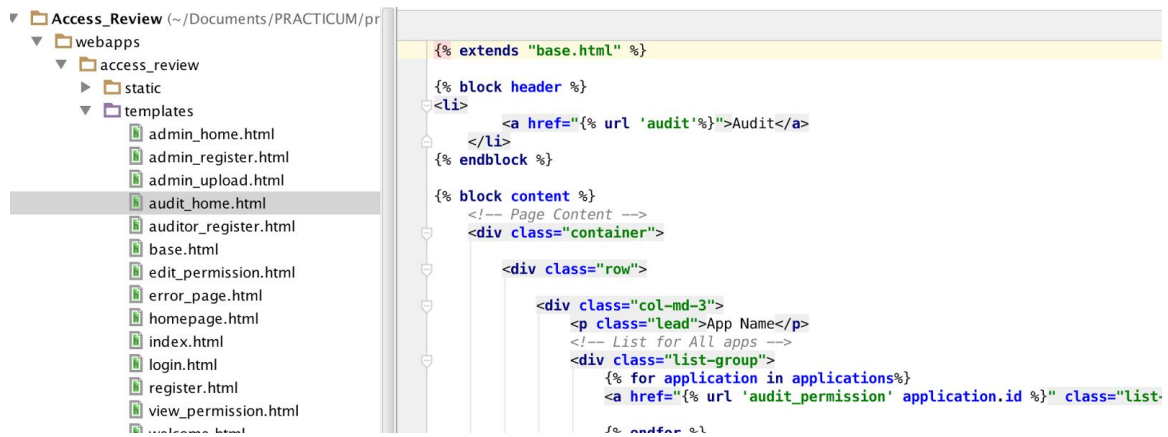 Access_Review (~/Documents/PRACTICUM/pr
webapps
access_review
static
templates
admin_home.html
admin_register.html
admin_upload.html
audit_home.html
auditor_register.html
base.html
edit_permission.html
error_page.html
homepage.html
index.html
login.html
register.html
view_permission.html
welcome.html
{% extends "base.html" %}
{% block header %}
<li>
<a href="{% url 'audit'%}">Audit</a>
</li>
{% endblock %}
{% block content %}
<!-- Page Content -->
<div class="container">
<div class="row">
<div class="col-md-3">
<p class="lead">App Name</p>
<!-- List for All apps -->
<div class="list-group">
{% for application in applications%}
<a href="{% url 'audit_permission' application.id %}" class="list-
{% endfor %}